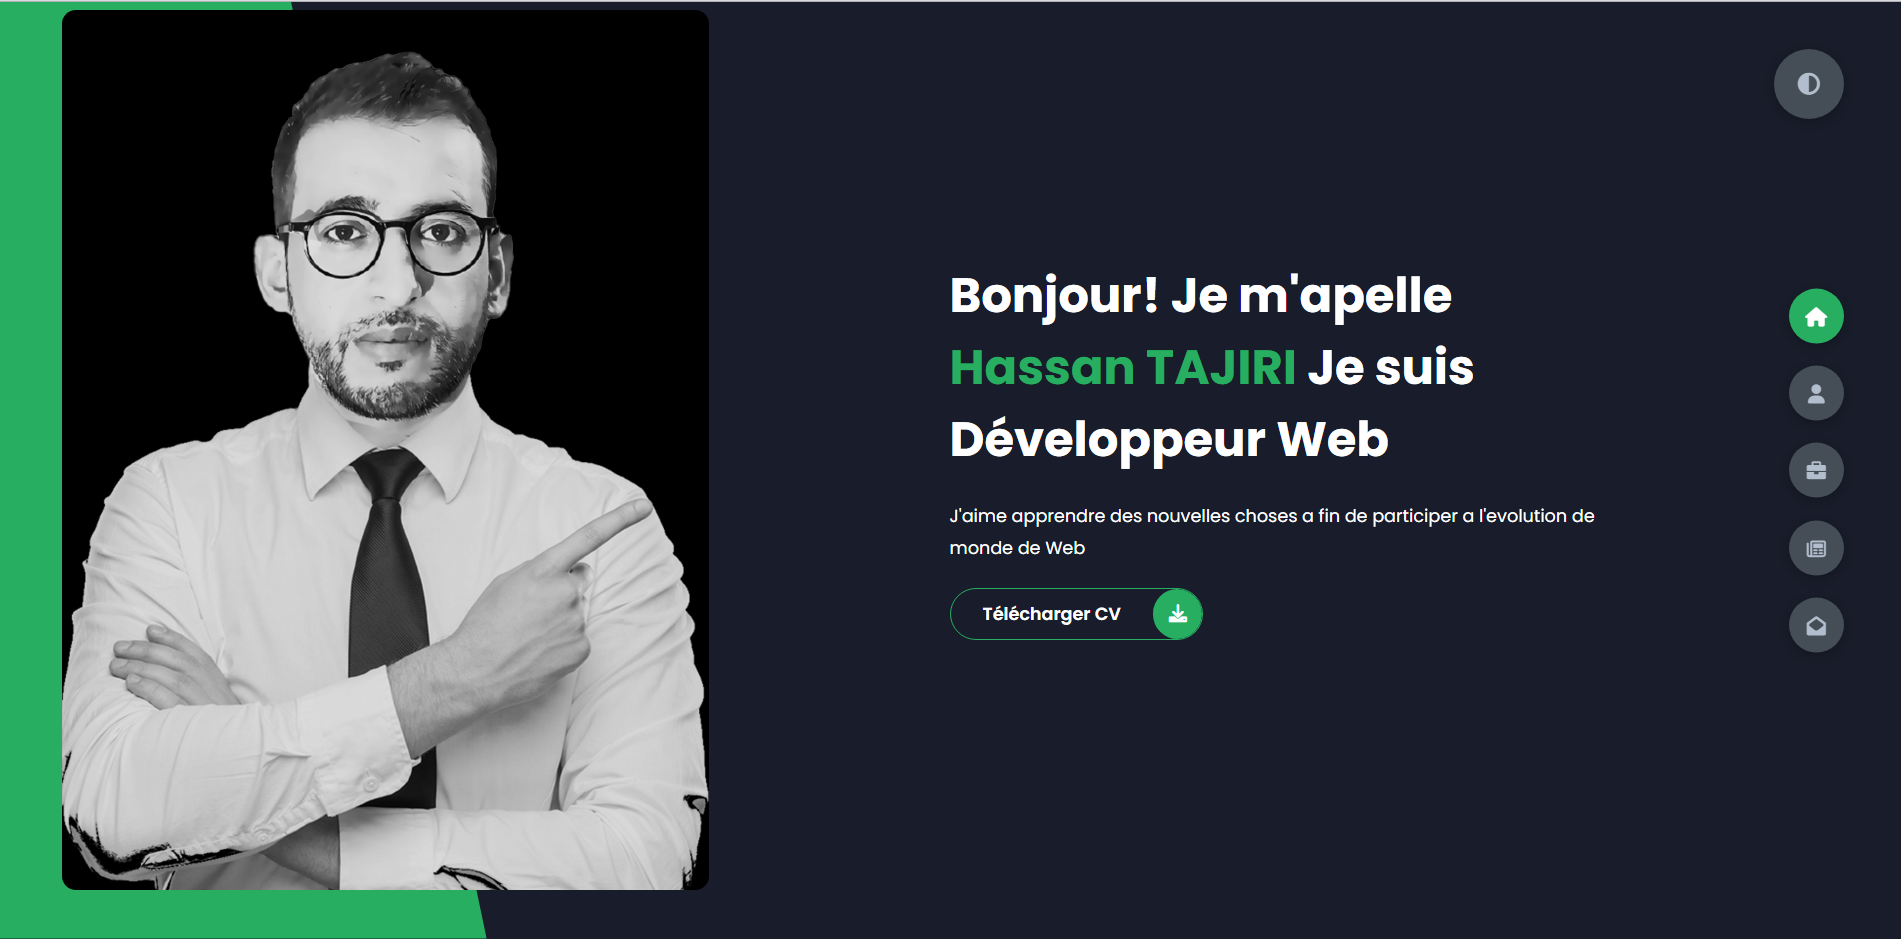 Bonjour! Je m'apelle
Hassan TAJIRI Je suis
Développeur Web
J'aime apprendre des nouvelles choses a fin de participer a l'evolution de
monde de Web
Télécharger CV